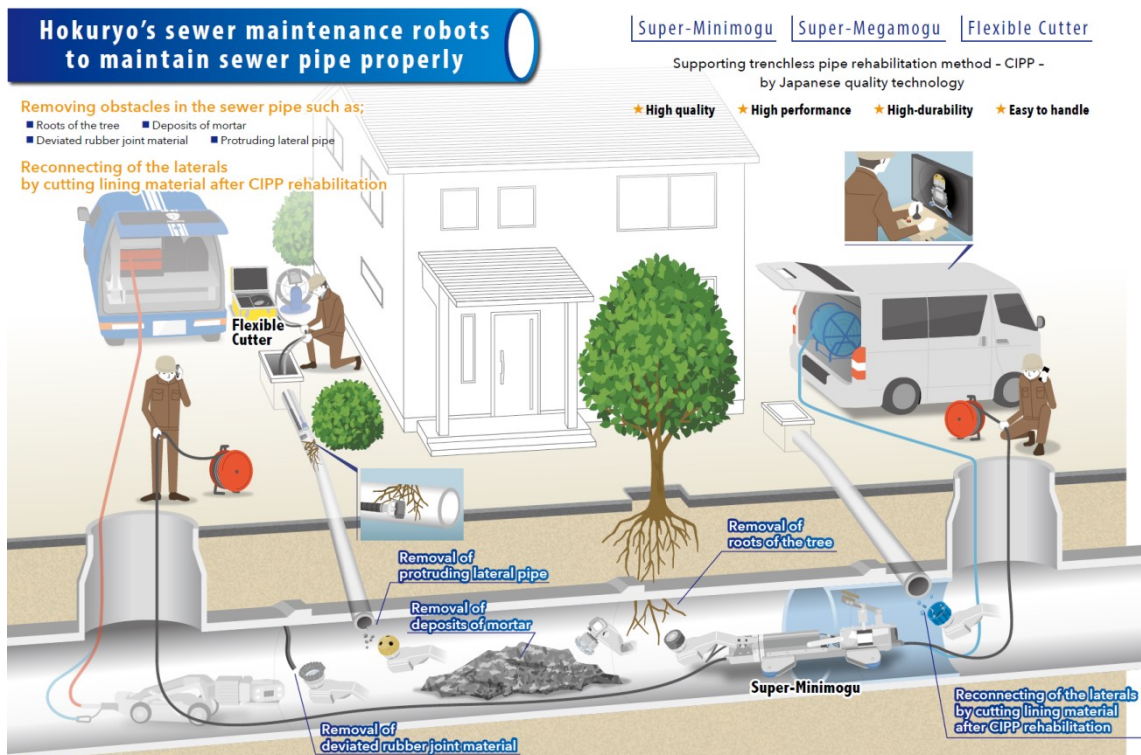 Hokuryo's sewer maintenance robots
to maintain sewer pipe properly
Super-Minimogu
Super-Megamogu
Flexible Cutter
Supporting trenchless pipe rehabilitation method – CIPP –
by Japanese quality technology
★High quality ★High performance ★High-durability ★Easy to handle
Removing obstacles in the sewer pipe such as;
■ Roots of the tree ■ Deposits of mortar
■ Deviated rubber joint material ■ Protruding lateral pipe
Reconnecting of the laterals
by cutting lining material after CIPP rehabilitation
Flexible
Cutter
Removal of
protruding lateral pipe
Removal of
deposits of mortar
Removal of
roots of the tree
Super-Minimogu
Removal of
deviated rubber joint material
Reconnecting of the laterals
by cutting lining material
after CIPP rehabilitation